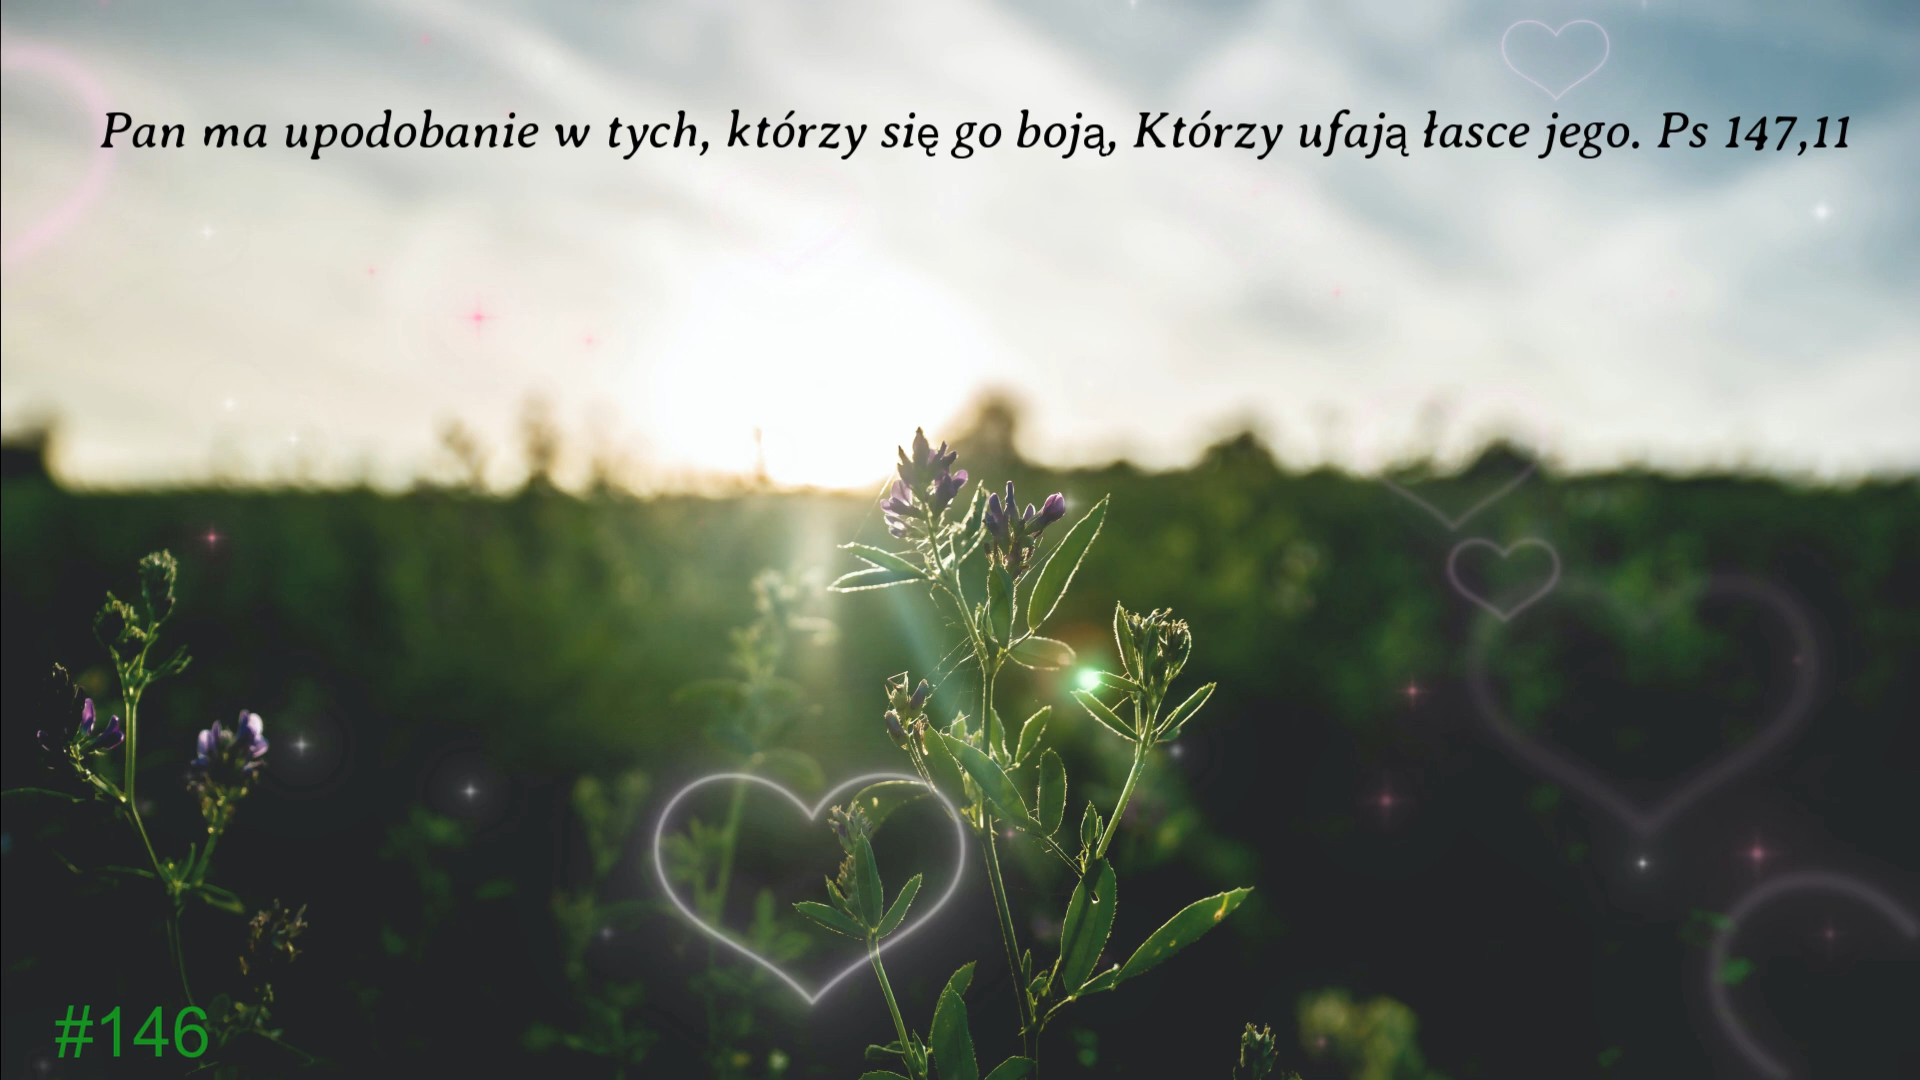 Pan ma upodobanie w tych, którzy się go boją, Którzy ufają łasce jego. Ps 147,11
#146